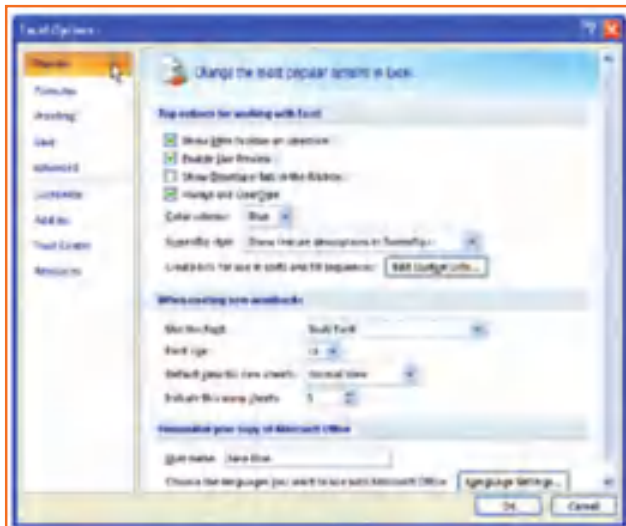 Excel Options
Popular
Formulas
Proofing
Save
Advanced
Customize
Add-Ins
Trust Center
Resources
Change the most popular options in Excel.
Top options for working with Excel
Show Mini Toolbar on selection
Enable Live Preview
Show Developer tab in the Ribbon
Always use ClearType
Color scheme: Blue
ScreenTip style: Show feature descriptions in ScreenTips
Create lists for use in sorts and fill sequences: Edit Custom Lists...
When creating new workbooks
Use this font: Body Font
Font size:
Default view for new sheets: Normal View
Include this many sheets:
Personalize your copy of Microsoft Office
User name:
Choose the languages you want to use with Microsoft Office: Language Settings...
OK Cancel